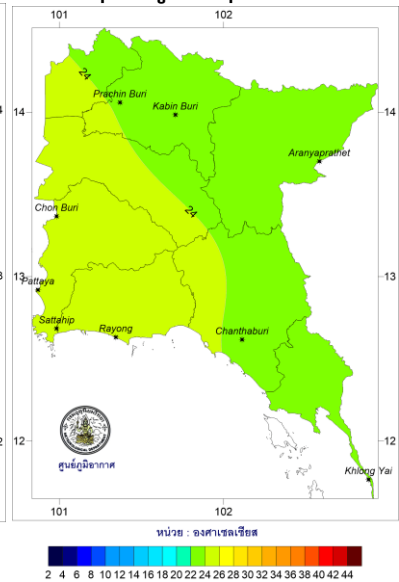 101 102
24
Prachin Buri
14 14
Kabin Buri
Aranyaprathet
24
Chon Buri
13 13
Pattaya
Sattahip
Rayong
Chanthaburi
12 12
ศูนย์ภูมิอากาศ
Khlong Yai
101 102
หน่วย : องศาเซลเซียส
2 4 6 8 10 12 14 16 18 20 22 24 26 28 30 32 34 36 38 40 42 44